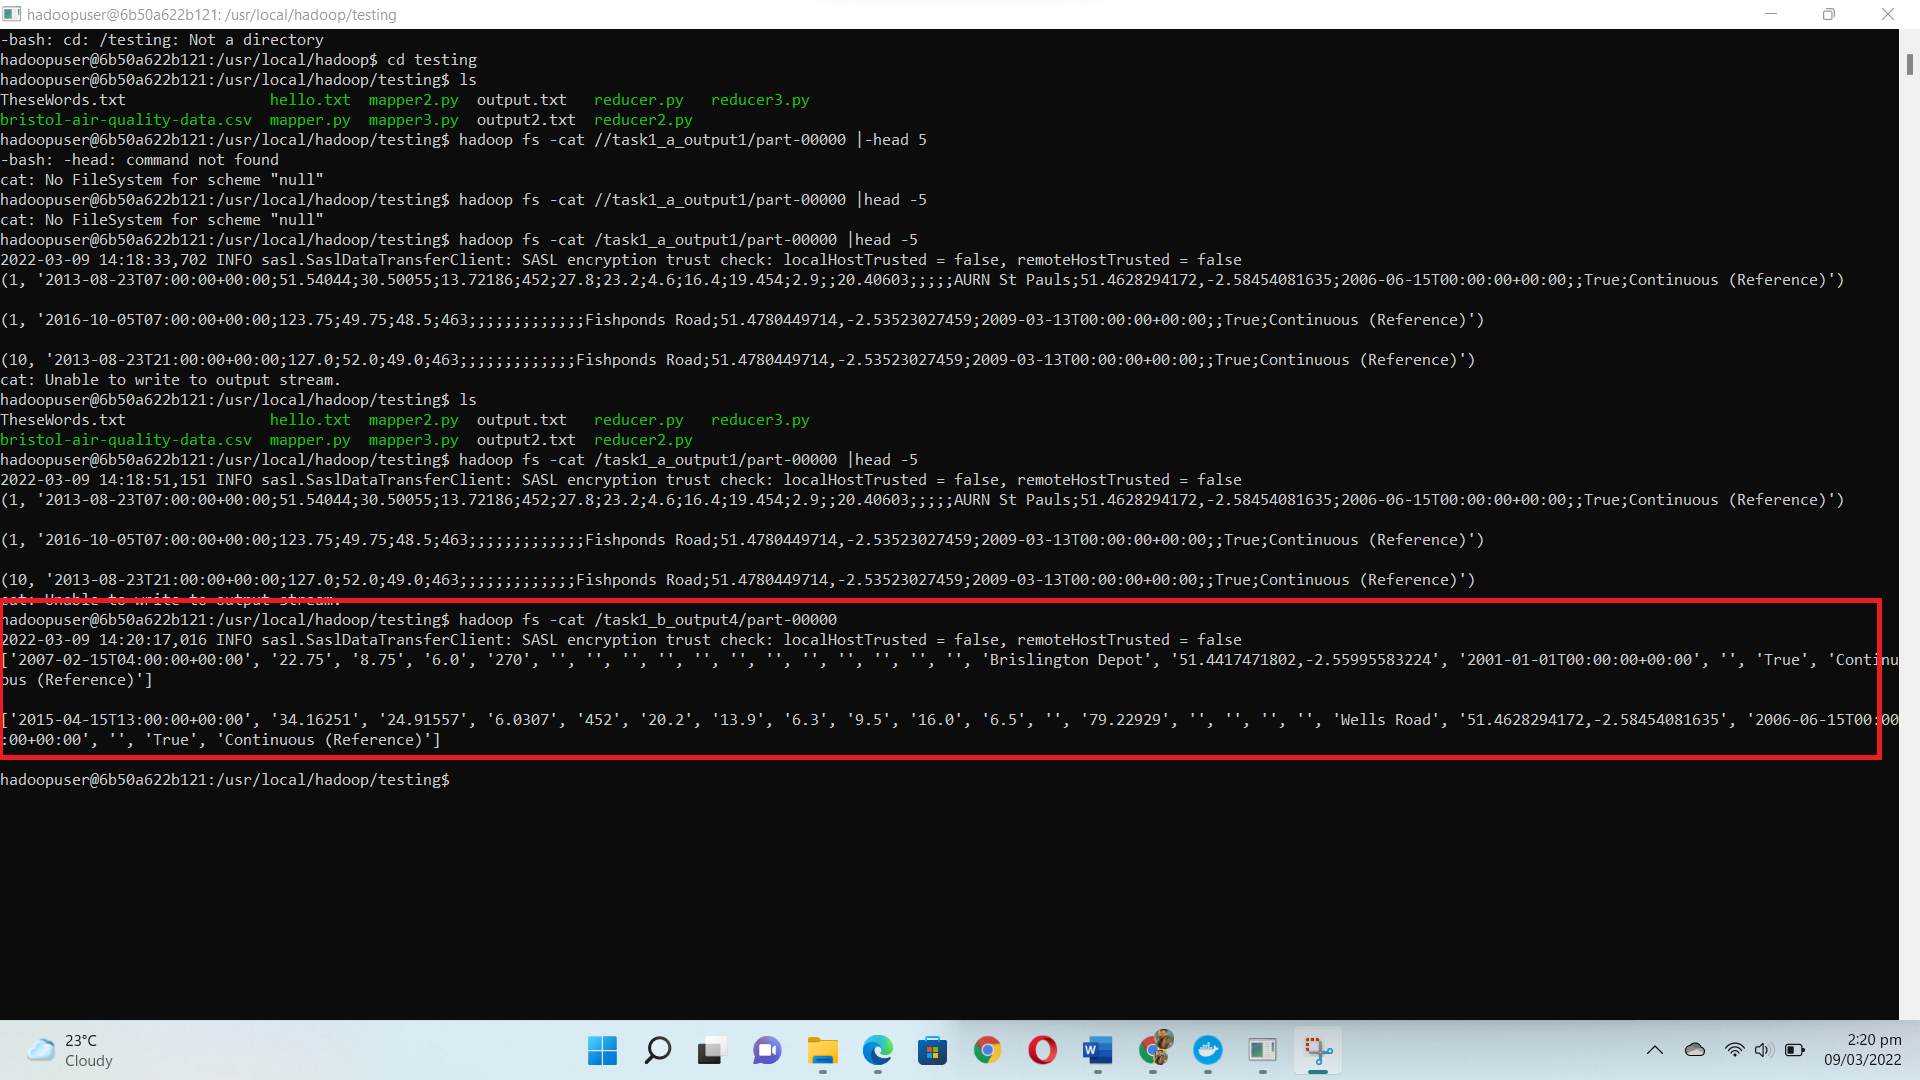 hadoopuser@6b50a622b121: /usr/local/hadoop/testing
-bash: cd: /testing: Not a directory
hadoopuser@6b50a622b121:/usr/local/hadoop$ cd testing
hadoopuser@6b50a622b121:/usr/local/hadoop/testing$ ls
TheseWords.txt hello.txt mapper2.py output.txt reducer.py reducer3.py
bristol-air-quality-data.csv mapper.py mapper3.py output2.txt reducer2.py
hadoopuser@6b50a622b121:/usr/local/hadoop/testing$ hadoop fs -cat //task1_a_output1/part-00000 |-head 5
-bash: -head: command not found
cat: No FileSystem for scheme "null"
hadoopuser@6b50a622b121:/usr/local/hadoop/testing$ hadoop fs -cat //task1_a_output1/part-00000 |head -5
cat: No FileSystem for scheme "null"
hadoopuser@6b50a622b121:/usr/local/hadoop/testing$ hadoop fs -cat /task1_a_output1/part-00000 |head -5
2022-03-09 14:18:33,702 INFO sasl.SaslDataTransferClient: SASL encryption trust check: localHostTrusted = false, remoteHostTrusted = false
(1, '2013-08-23T07:00:00+00:00;51.54044;30.50055;13.72186;452;27.8;23.2;4.6;16.4;19.454;2.9;;20.40603;;;;;AURN St Pauls;51.4628294172,-2.58454081635;2006-06-15T00:00:00+00:00;;True;Continuous (Reference)')
(1, '2016-10-05T07:00:00+00:00;123.75;49.75;48.5;463;;;;;;;;;;;;;Fishponds Road;51.4780449714,-2.53523027459;2009-03-13T00:00:00+00:00;;True;Continuous (Reference)')
(10, '2013-08-23T21:00:00+00:00;127.0;52.0;49.0;463;;;;;;;;;;;;;Fishponds Road;51.4780449714,-2.53523027459;2009-03-13T00:00:00+00:00;;True;Continuous (Reference)')
cat: Unable to write to output stream.
hadoopuser@6b50a622b121:/usr/local/hadoop/testing$ ls
TheseWords.txt hello.txt mapper2.py output.txt reducer.py reducer3.py
bristol-air-quality-data.csv mapper.py mapper3.py output2.txt reducer2.py
hadoopuser@6b50a622b121:/usr/local/hadoop/testing$ hadoop fs -cat /task1_a_output1/part-00000 |head -5
2022-03-09 14:18:51,151 INFO sasl.SaslDataTransferClient: SASL encryption trust check: localHostTrusted = false, remoteHostTrusted = false
(1, '2013-08-23T07:00:00+00:00;51.54044;30.50055;13.72186;452;27.8;23.2;4.6;16.4;19.454;2.9;;20.40603;;;;;AURN St Pauls;51.4628294172,-2.58454081635;2006-06-15T00:00:00+00:00;;True;Continuous (Reference)')
(1, '2016-10-05T07:00:00+00:00;123.75;49.75;48.5;463;;;;;;;;;;;;;Fishponds Road;51.4780449714,-2.53523027459;2009-03-13T00:00:00+00:00;;True;Continuous (Reference)')
(10, '2013-08-23T21:00:00+00:00;127.0;52.0;49.0;463;;;;;;;;;;;;;Fishponds Road;51.4780449714,-2.53523027459;2009-03-13T00:00:00+00:00;;True;Continuous (Reference)')
cat: Unable to write to output stream.
hadoopuser@6b50a622b121:/usr/local/hadoop/testing$ hadoop fs -cat /task1_b_output4/part-00000
2022-03-09 14:20:17,016 INFO sasl.SaslDataTransferClient: SASL encryption trust check: localHostTrusted = false, remoteHostTrusted = false
['2007-02-15T04:00:00+00:00', '22.75', '8.75', '6.0', '270', '', '', '', '', '', '', '', '', '', '', '', '', 'Brislington Depot', '51.4417471802,-2.55995583224', '2001-01-01T00:00:00+00:00', '', 'True', 'Continu
ous (Reference)']
['2015-04-15T13:00:00+00:00', '34.16251', '24.91557', '6.0307', '452', '20.2', '13.9', '6.3', '9.5', '16.0', '6.5', '', '79.22929', '', '', '', '', 'Wells Road', '51.4628294172,-2.58454081635', '2006-06-15T00:00
:00+00:00', '', 'True', 'Continuous (Reference)']
hadoopuser@6b50a622b121:/usr/local/hadoop/testing$
23°C
Cloudy
2:20 pm
09/03/2022